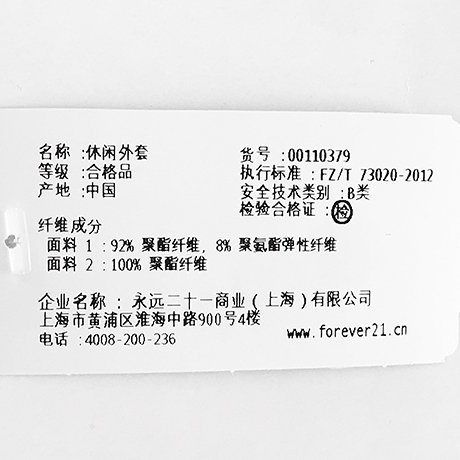 名称 :休闲外套
货号 :00110379
等级 :合格品
执行标准 :FZ/T 73020-2012
产地 :中国
安全技术类别 :B类
检验合格证 :检
纤维成分
面料 1 :92% 聚酯纤维, 8% 聚氨酯弹性纤维
面料 2 :100% 聚酯纤维
企业名称 : 永远二十一商业(上海)有限公司
上海市黄浦区淮海中路900号4楼
电话 :4008-200-236
www.forever21.cn